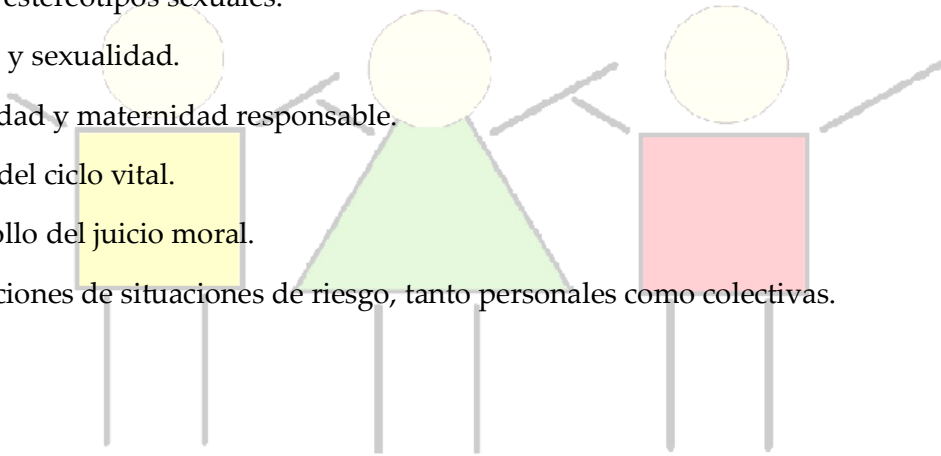 estereotipos sexuales.
y sexualidad.
dad y maternidad responsable.
del ciclo vital.
ollo del juicio moral.
ciones de situaciones de riesgo, tanto personales como colectivas.